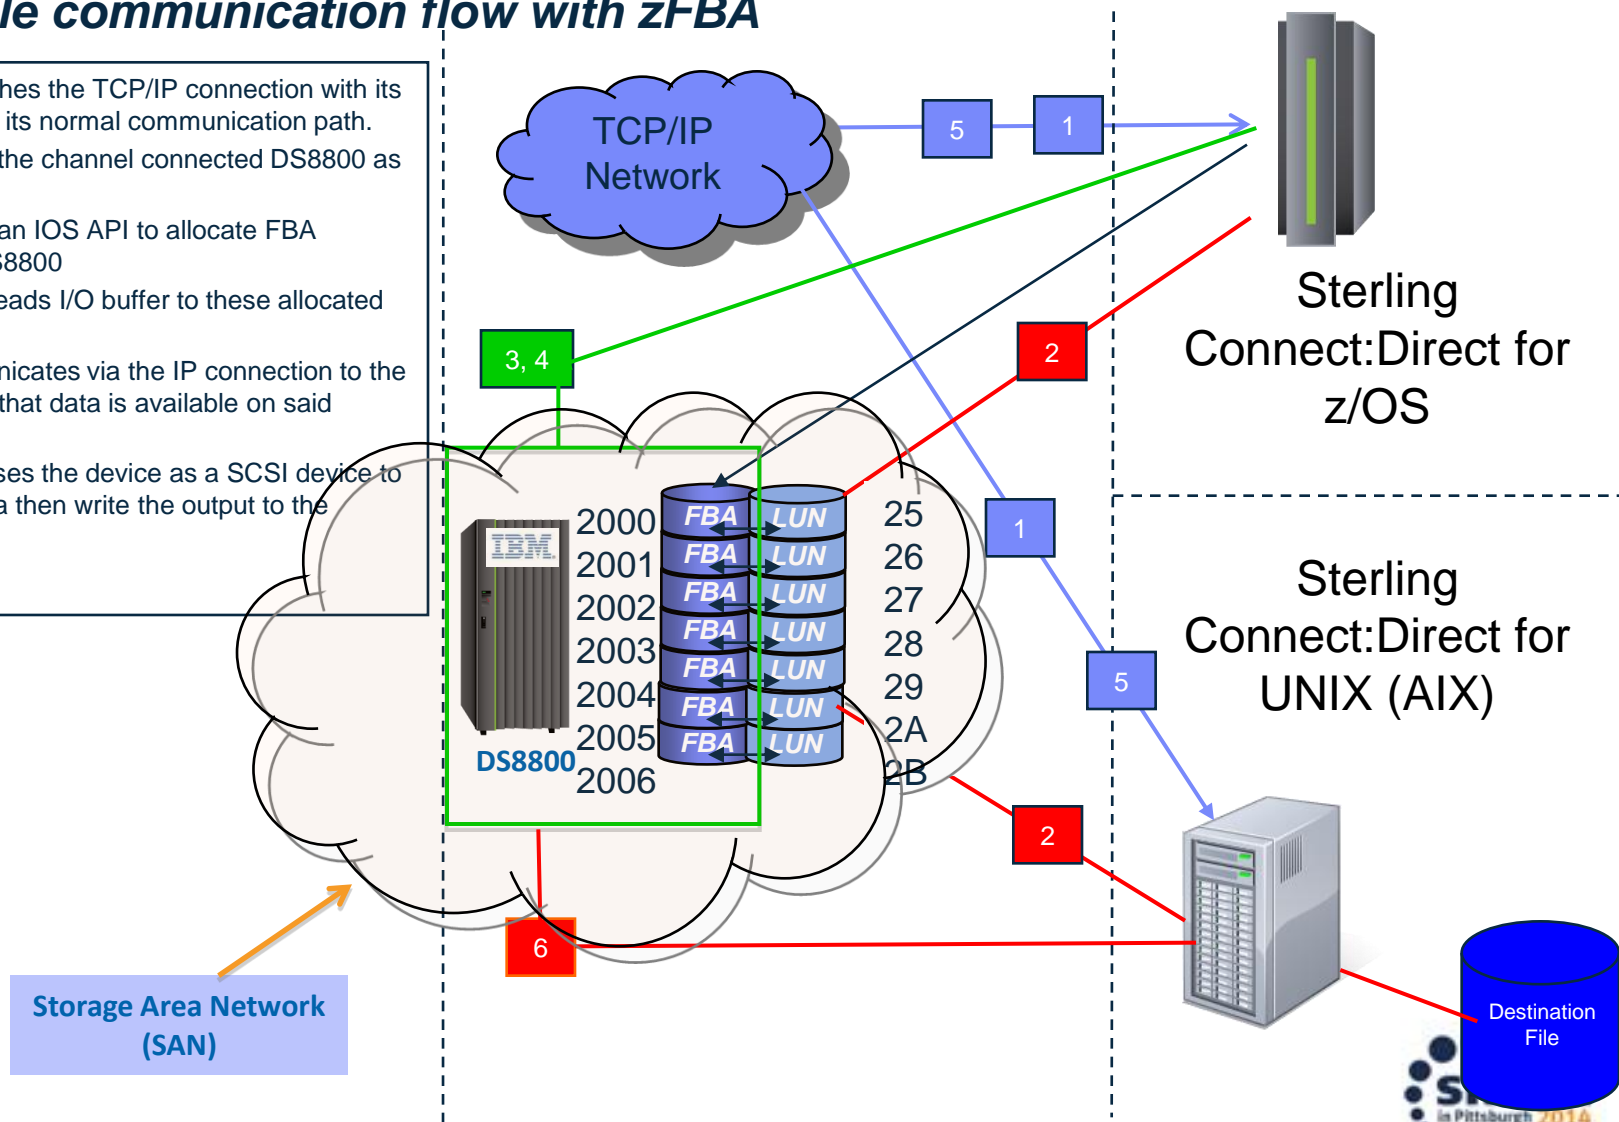 le communication flow with zFBA
hes the TCP/IP connection with its
its normal communication path.
the channel connected DS8800 as
an IOS API to allocate FBA
S8800
eads I/O buffer to these allocated
nicates via the IP connection to the
that data is available on said
ses the device as a SCSI device to
a then write the output to the
TCP/IP
Network
5
1
3, 4
2
Sterling
Connect:Direct for
z/OS
2000 FBA LUN 25
2001 FBA LUN 26
2002 FBA LUN 27
2003 FBA LUN 28
2004 FBA LUN 29
2005 FBA LUN 2A
2006 FBA LUN 2B
IBM.
DS8800
1
Sterling
Connect:Direct for
UNIX (AIX)
5
2
6
Storage Area Network
(SAN)
Destination
File
in Pittsburgh 2014